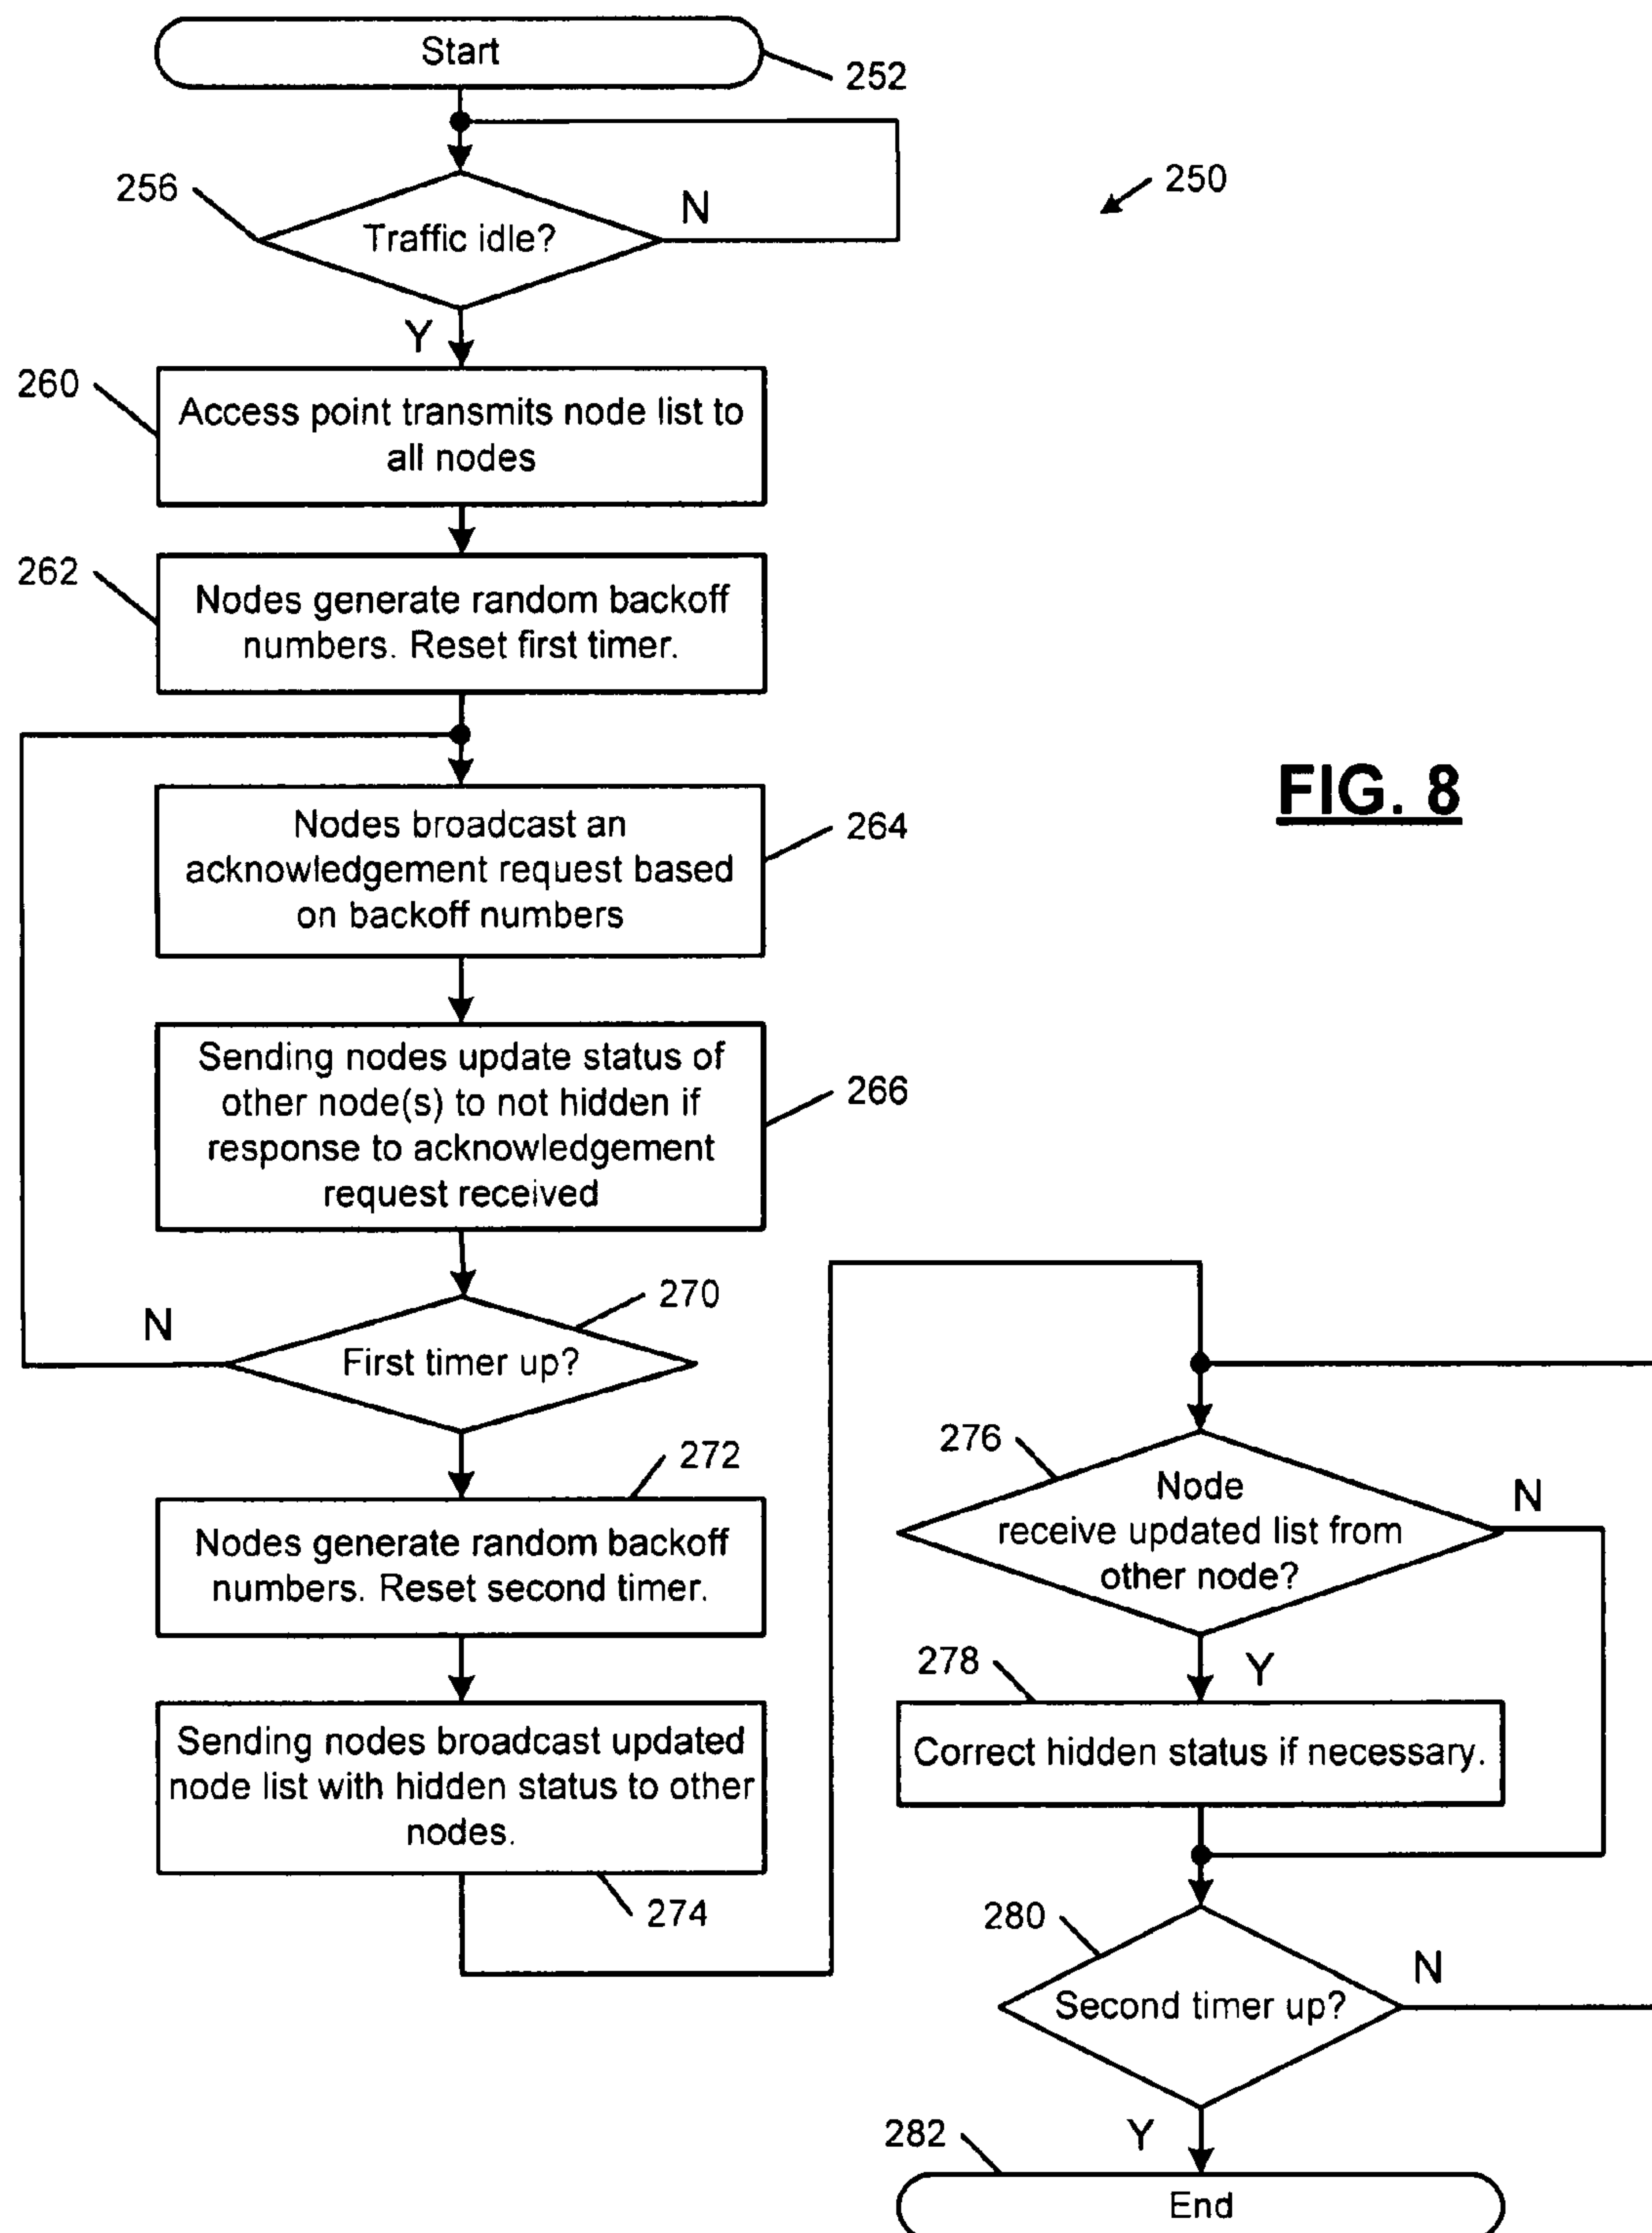 Start
252
250
256
Traffic idle?
N
Y
260
Access point transmits node list to
all nodes
262
Nodes generate random backoff
numbers. Reset first timer.
FIG. 8
264
Nodes broadcast an
acknowledgement request based
on backoff numbers
266
Sending nodes update status of
other node(s) to not hidden if
response to acknowledgement
request received
270
N
First timer up?
272
Nodes generate random backoff
numbers. Reset second timer.
Sending nodes broadcast updated
node list with hidden status to other
nodes.
274
276
Node
receive updated list from
other node?
N
Y
278
Correct hidden status if necessary.
280
Second timer up?
N
Y
282
End